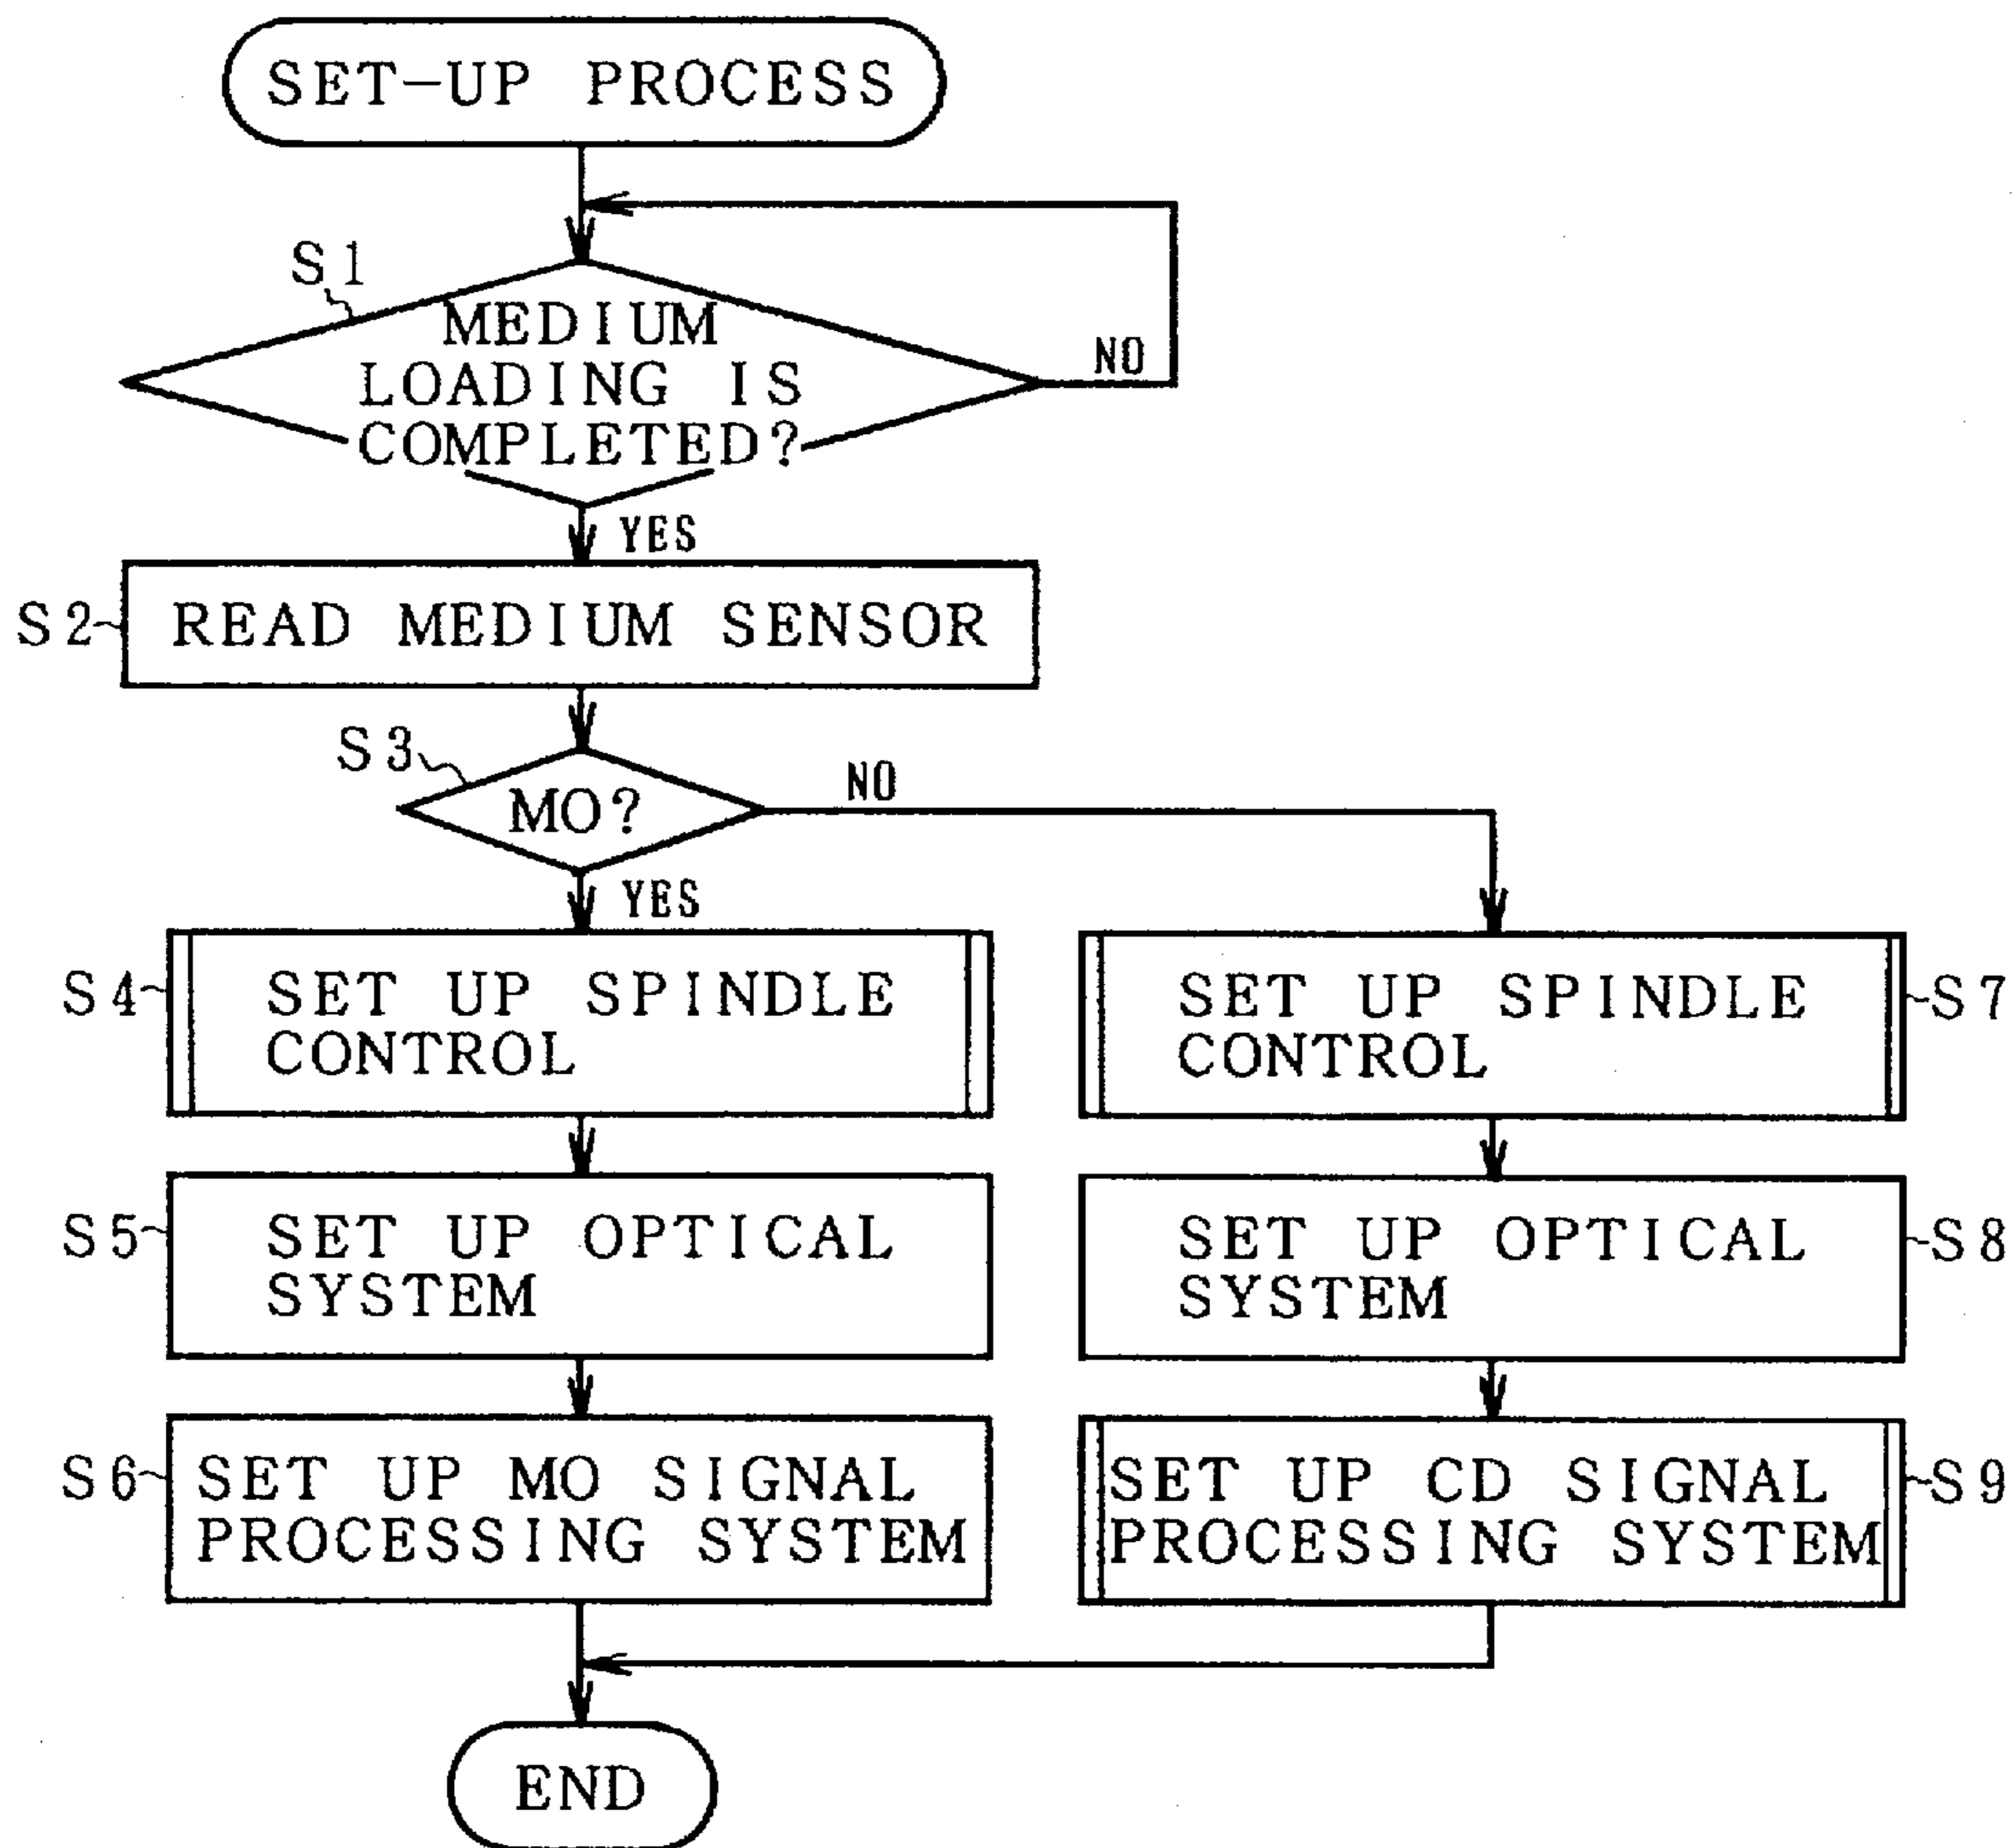 SET-UP PROCESS
S1
MEDIUM
LOADING IS
COMPLETED?
NO
YES
S2
READ MEDIUM SENSOR
S3
MO?
NO
YES
S4
SET UP SPINDLE
CONTROL
SET UP SPINDLE
CONTROL
S7
S5
SET UP OPTICAL
SYSTEM
SET UP OPTICAL
SYSTEM
S8
S6
SET UP MO SIGNAL
PROCESSING SYSTEM
SET UP CD SIGNAL
PROCESSING SYSTEM
S9
END